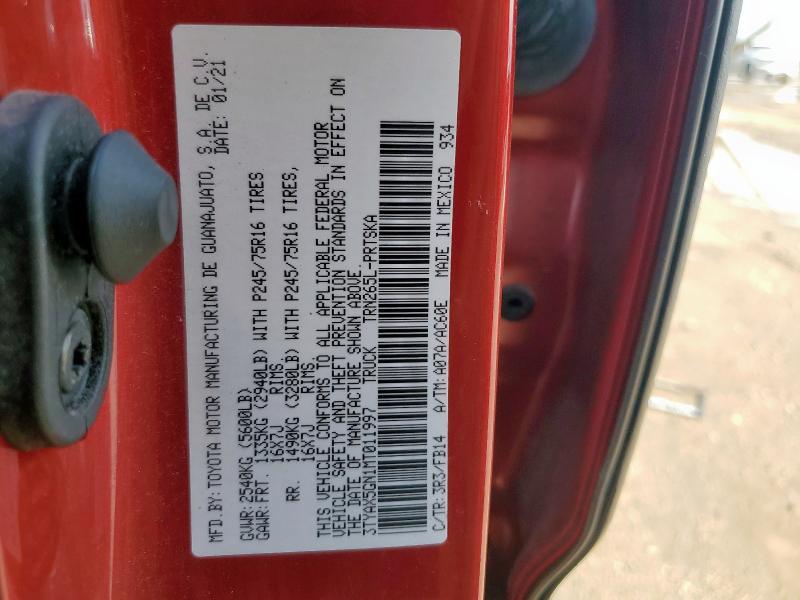 MFD.BY:TOYOTA MOTOR MANUFACTURING DE GUANAJUATO, S.A. DE C.V.
DATE: 01/21
GVWR:2540KG (5600LB)
GAWR:FRT. 1335KG (2940LB) WITH P245/75R16 TIRES
16X7J RIMS
RR. 1490KG (3280LB) WITH P245/75R16 TIRES,
16X7J RIMS
THIS VEHICLE CONFORMS TO ALL APPLICABLE FEDERAL MOTOR
VEHICLE SAFETY AND THEFT PREVENTION STANDARDS IN EFFECT ON
THE DATE OF MANUFACTURE SHOWN ABOVE.
3TYAX5GN1MT011997 TRUCK TRN265L-PRTSKA
C/TR:3R3/FB14 A/TM:A07A/AC60E MADE IN MEXICO 934